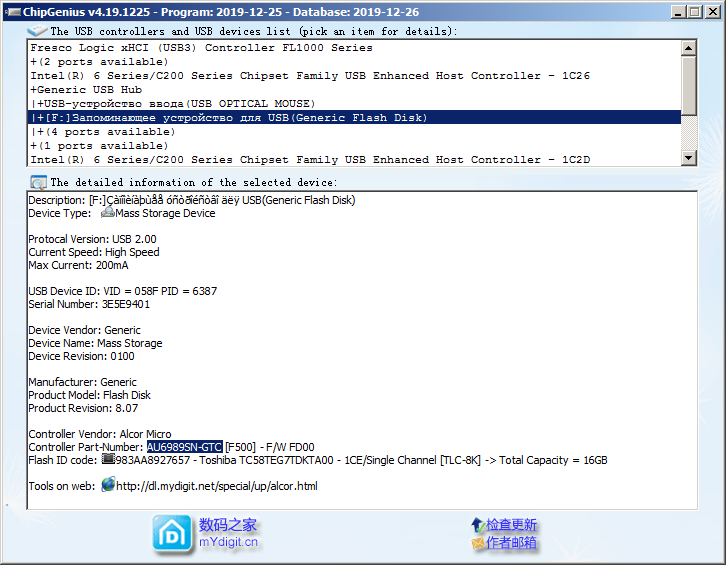 ChipGenius v4.19.1225 - Program: 2019-12-25 - Database: 2019-12-26
The USB controllers and USB devices list (pick an item for details):
Fresco Logic xHCI (USB3) Controller FL1000 Series
+(2 ports available)
Intel(R) 6 Series/C200 Series Chipset Family USB Enhanced Host Controller - 1C26
+Generic USB Hub
|+USB-устройство ввода(USB OPTICAL MOUSE)
|+[F:]Запоминающее устройство для USB(Generic Flash Disk)
|+(4 ports available)
+(1 ports available)
Intel(R) 6 Series/C200 Series Chipset Family USB Enhanced Host Controller - 1C2D
The detailed information of the selected device:
Description: [F:]Çàïîìèíàþùåå óñòðîéñòâî äëÿ USB(Generic Flash Disk)
Device Type: Mass Storage Device
Protocal Version: USB 2.00
Current Speed: High Speed
Max Current: 200mA
USB Device ID: VID = 058F PID = 6387
Serial Number: 3E5E9401
Device Vendor: Generic
Device Name: Mass Storage
Device Revision: 0100
Manufacturer: Generic
Product Model: Flash Disk
Product Revision: 8.07
Controller Vendor: Alcor Micro
Controller Part-Number: AU6989SN-GTC [F500] - F/W FD00
Flash ID code: 983AA8927657 - Toshiba TC58TEG7TDKTA00 - 1CE/Single Channel [TLC-8K] -> Total Capacity = 16GB
Tools on web: http://dl.mydigit.net/special/up/alcor.html
数码之家
mYdigit.cn
检查更新
作者邮箱